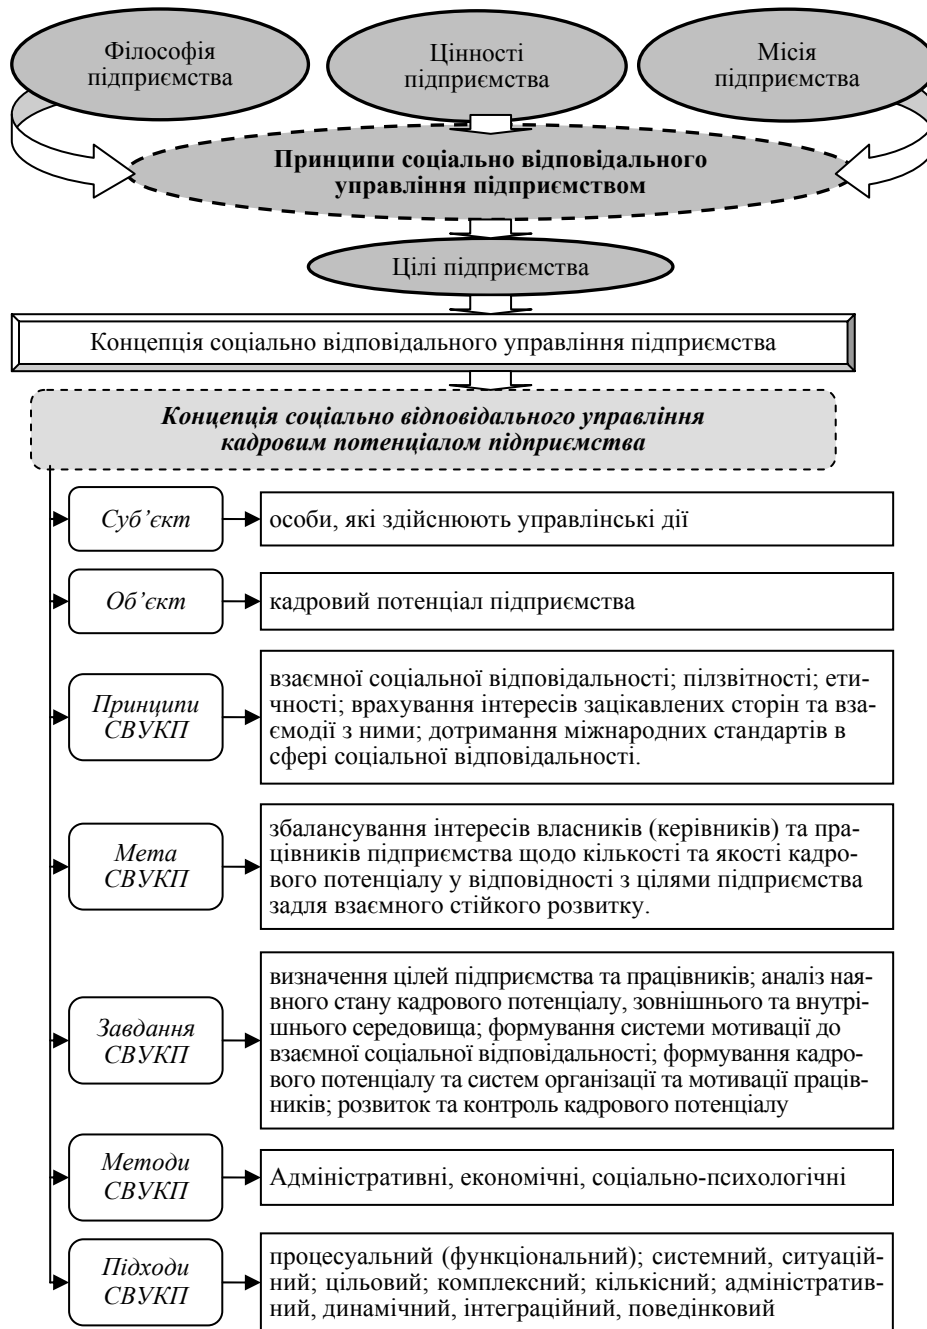 Філософія
підприємства
Цінності
підприємства
Місія
підприємства
Принципи соціально відповідального
управління підприємством
Цілі підприємства
Концепція соціально відповідального управління підприємства
Концепція соціально відповідального управління
кадровим потенціалом підприємства
Суб’єкт
особи, які здійснюють управлінські дії
Об’єкт
кадровий потенціал підприємства
Принципи
СВУКП
взаємної соціальної відповідальності; пілзвітності; ети-
чності; врахування інтересів зацікавлених сторін та вза-
ємодії з ними; дотримання міжнародних стандартів в
сфері соціальної відповідальності.
Мета
СВУКП
збалансування інтересів власників (керівників) та пра-
цівників підприємства щодо кількості та якості кадро-
вого потенціалу у відповідності з цілями підприємства
задля взаємного стійкого розвитку.
Завдання
СВУКП
визначення цілей підприємства та працівників; аналіз ная-
вного стану кадрового потенціалу, зовнішнього та внутрі-
шнього середовища; формування системи мотивації до
взаємної соціальної відповідальності; формування кадро-
вого потенціалу та систем організації та мотивації праців-
ників; розвиток та контроль кадрового потенціалу
Методи
СВУКП
Адміністративні, економічні, соціально-психологічні
Підходи
СВУКП
процесуальний (функціональний); системний, ситуацій-
ний; цільовий; комплексний; кількісний; адміністратив-
ний, динамічний, інтеграційний, поведінковий